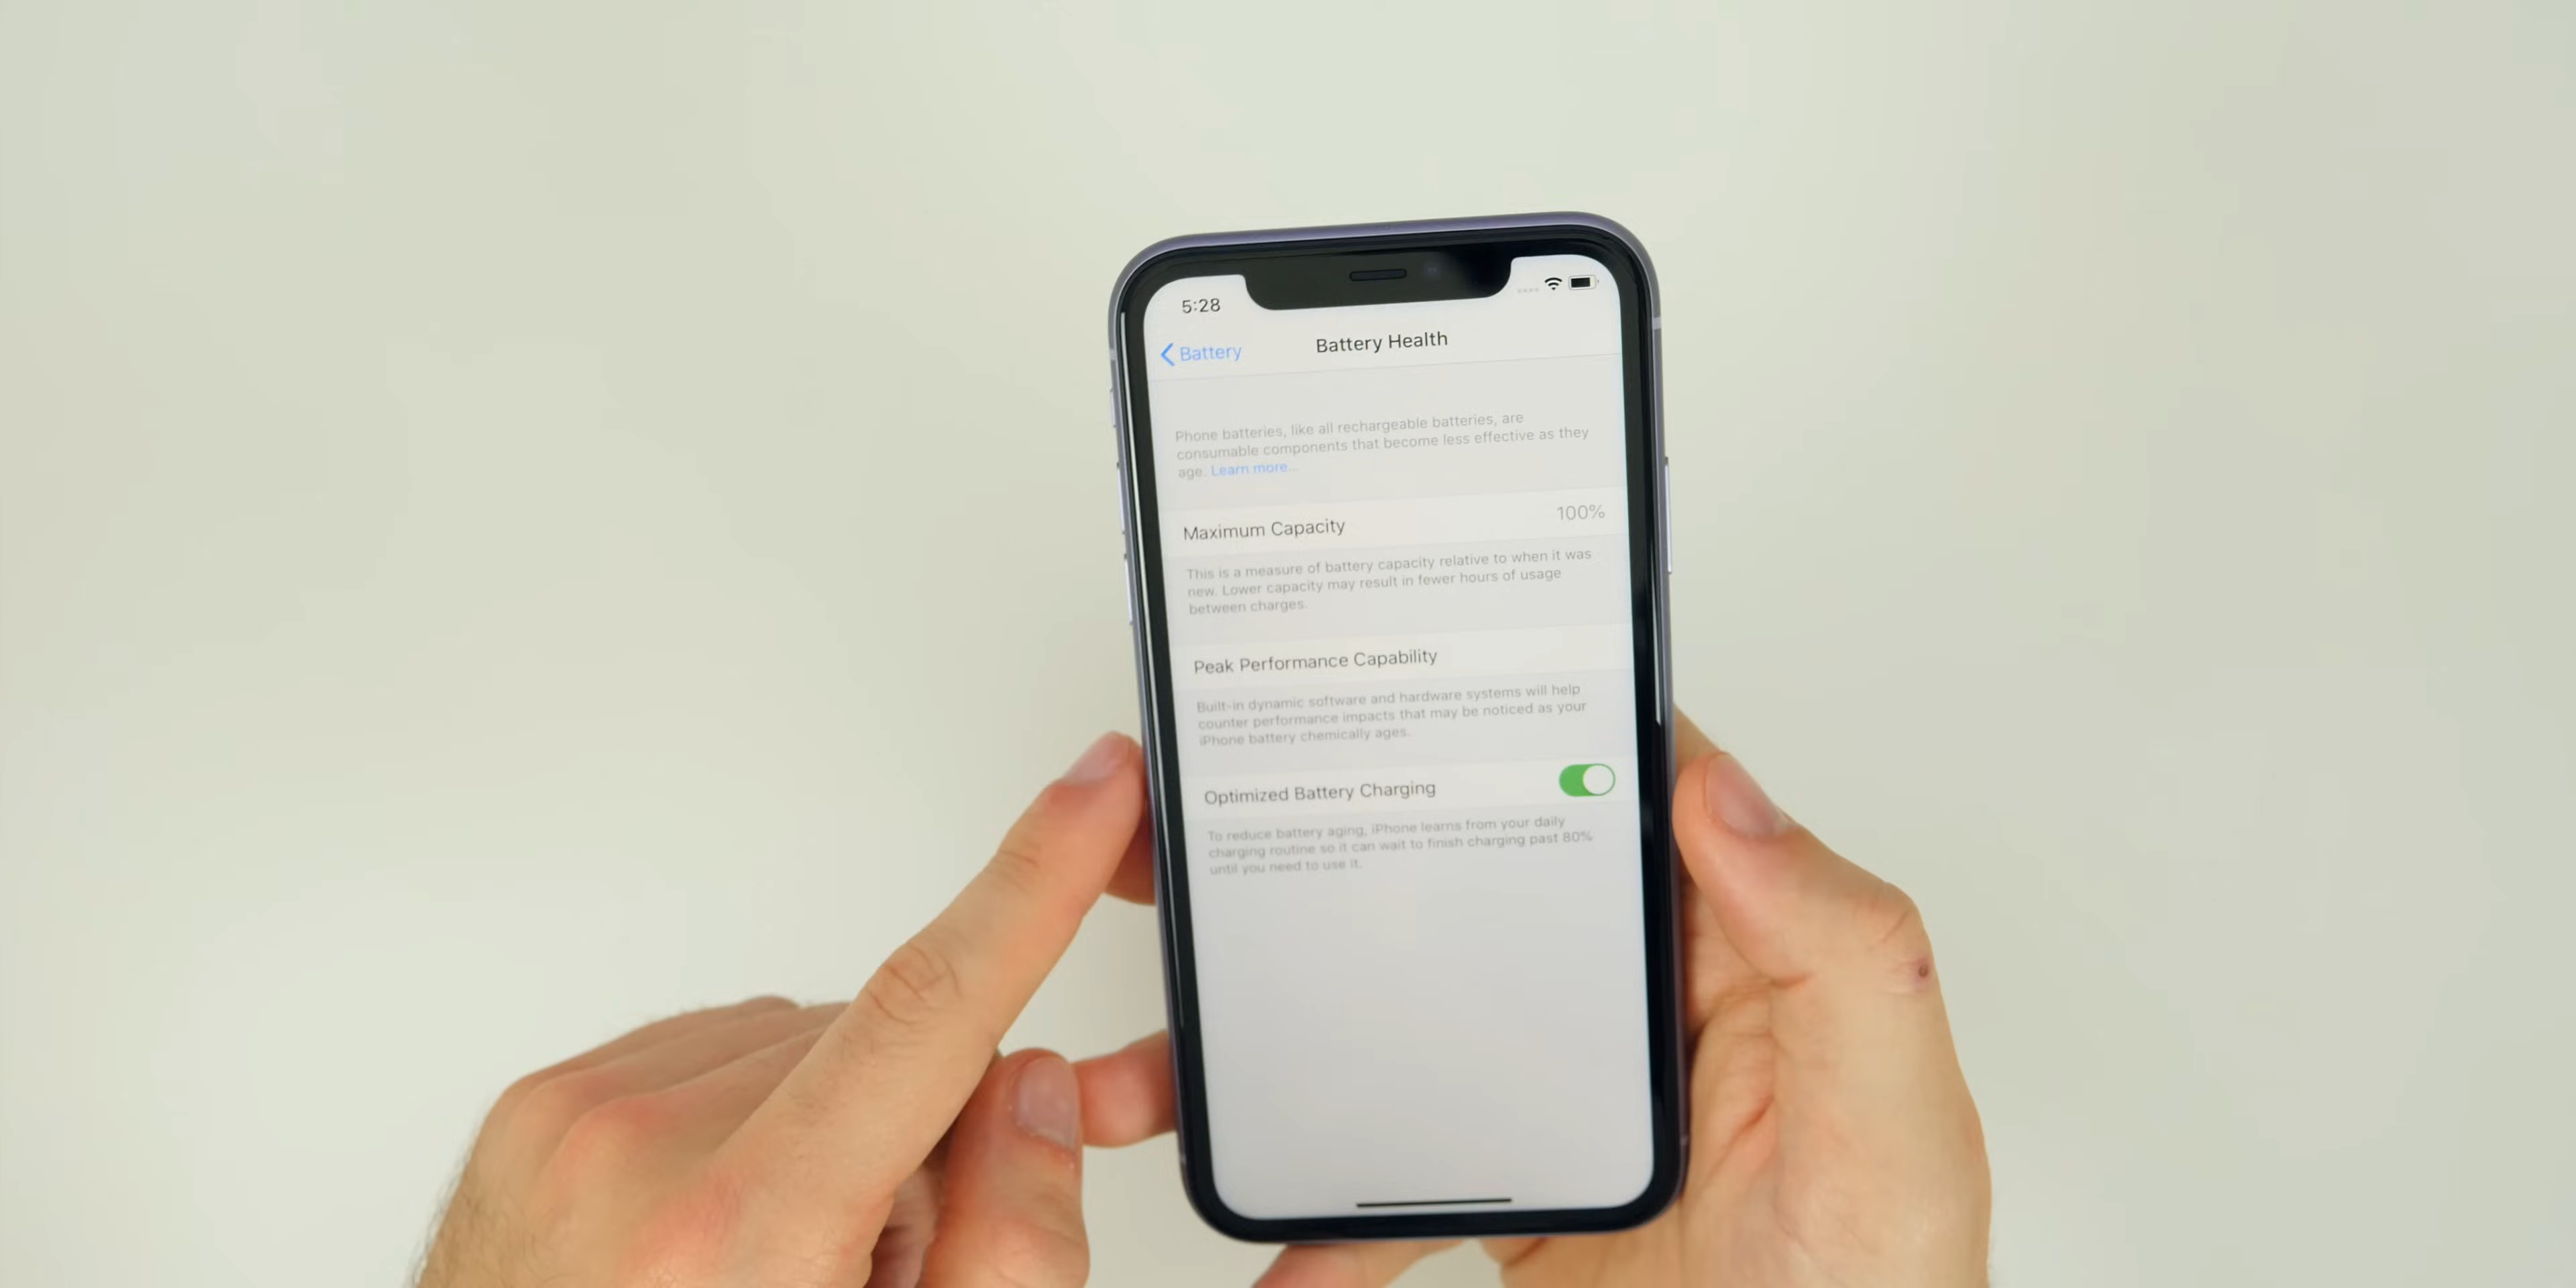 5:28
Battery
Battery Health
Phone batteries, like all rechargeable batteries, are
consumable components that become less effective as they
age. Learn more...
Maximum Capacity 100%
This is a measure of battery capacity relative to when it was
new. Lower capacity may result in fewer hours of usage
between charges.
Peak Performance Capability
Built-in dynamic software and hardware systems will help
counter performance impacts that may be noticed as your
iPhone battery chemically ages.
Optimized Battery Charging
To reduce battery aging, iPhone learns from your daily
charging routine so it can wait to finish charging past 80%
until you need to use it.